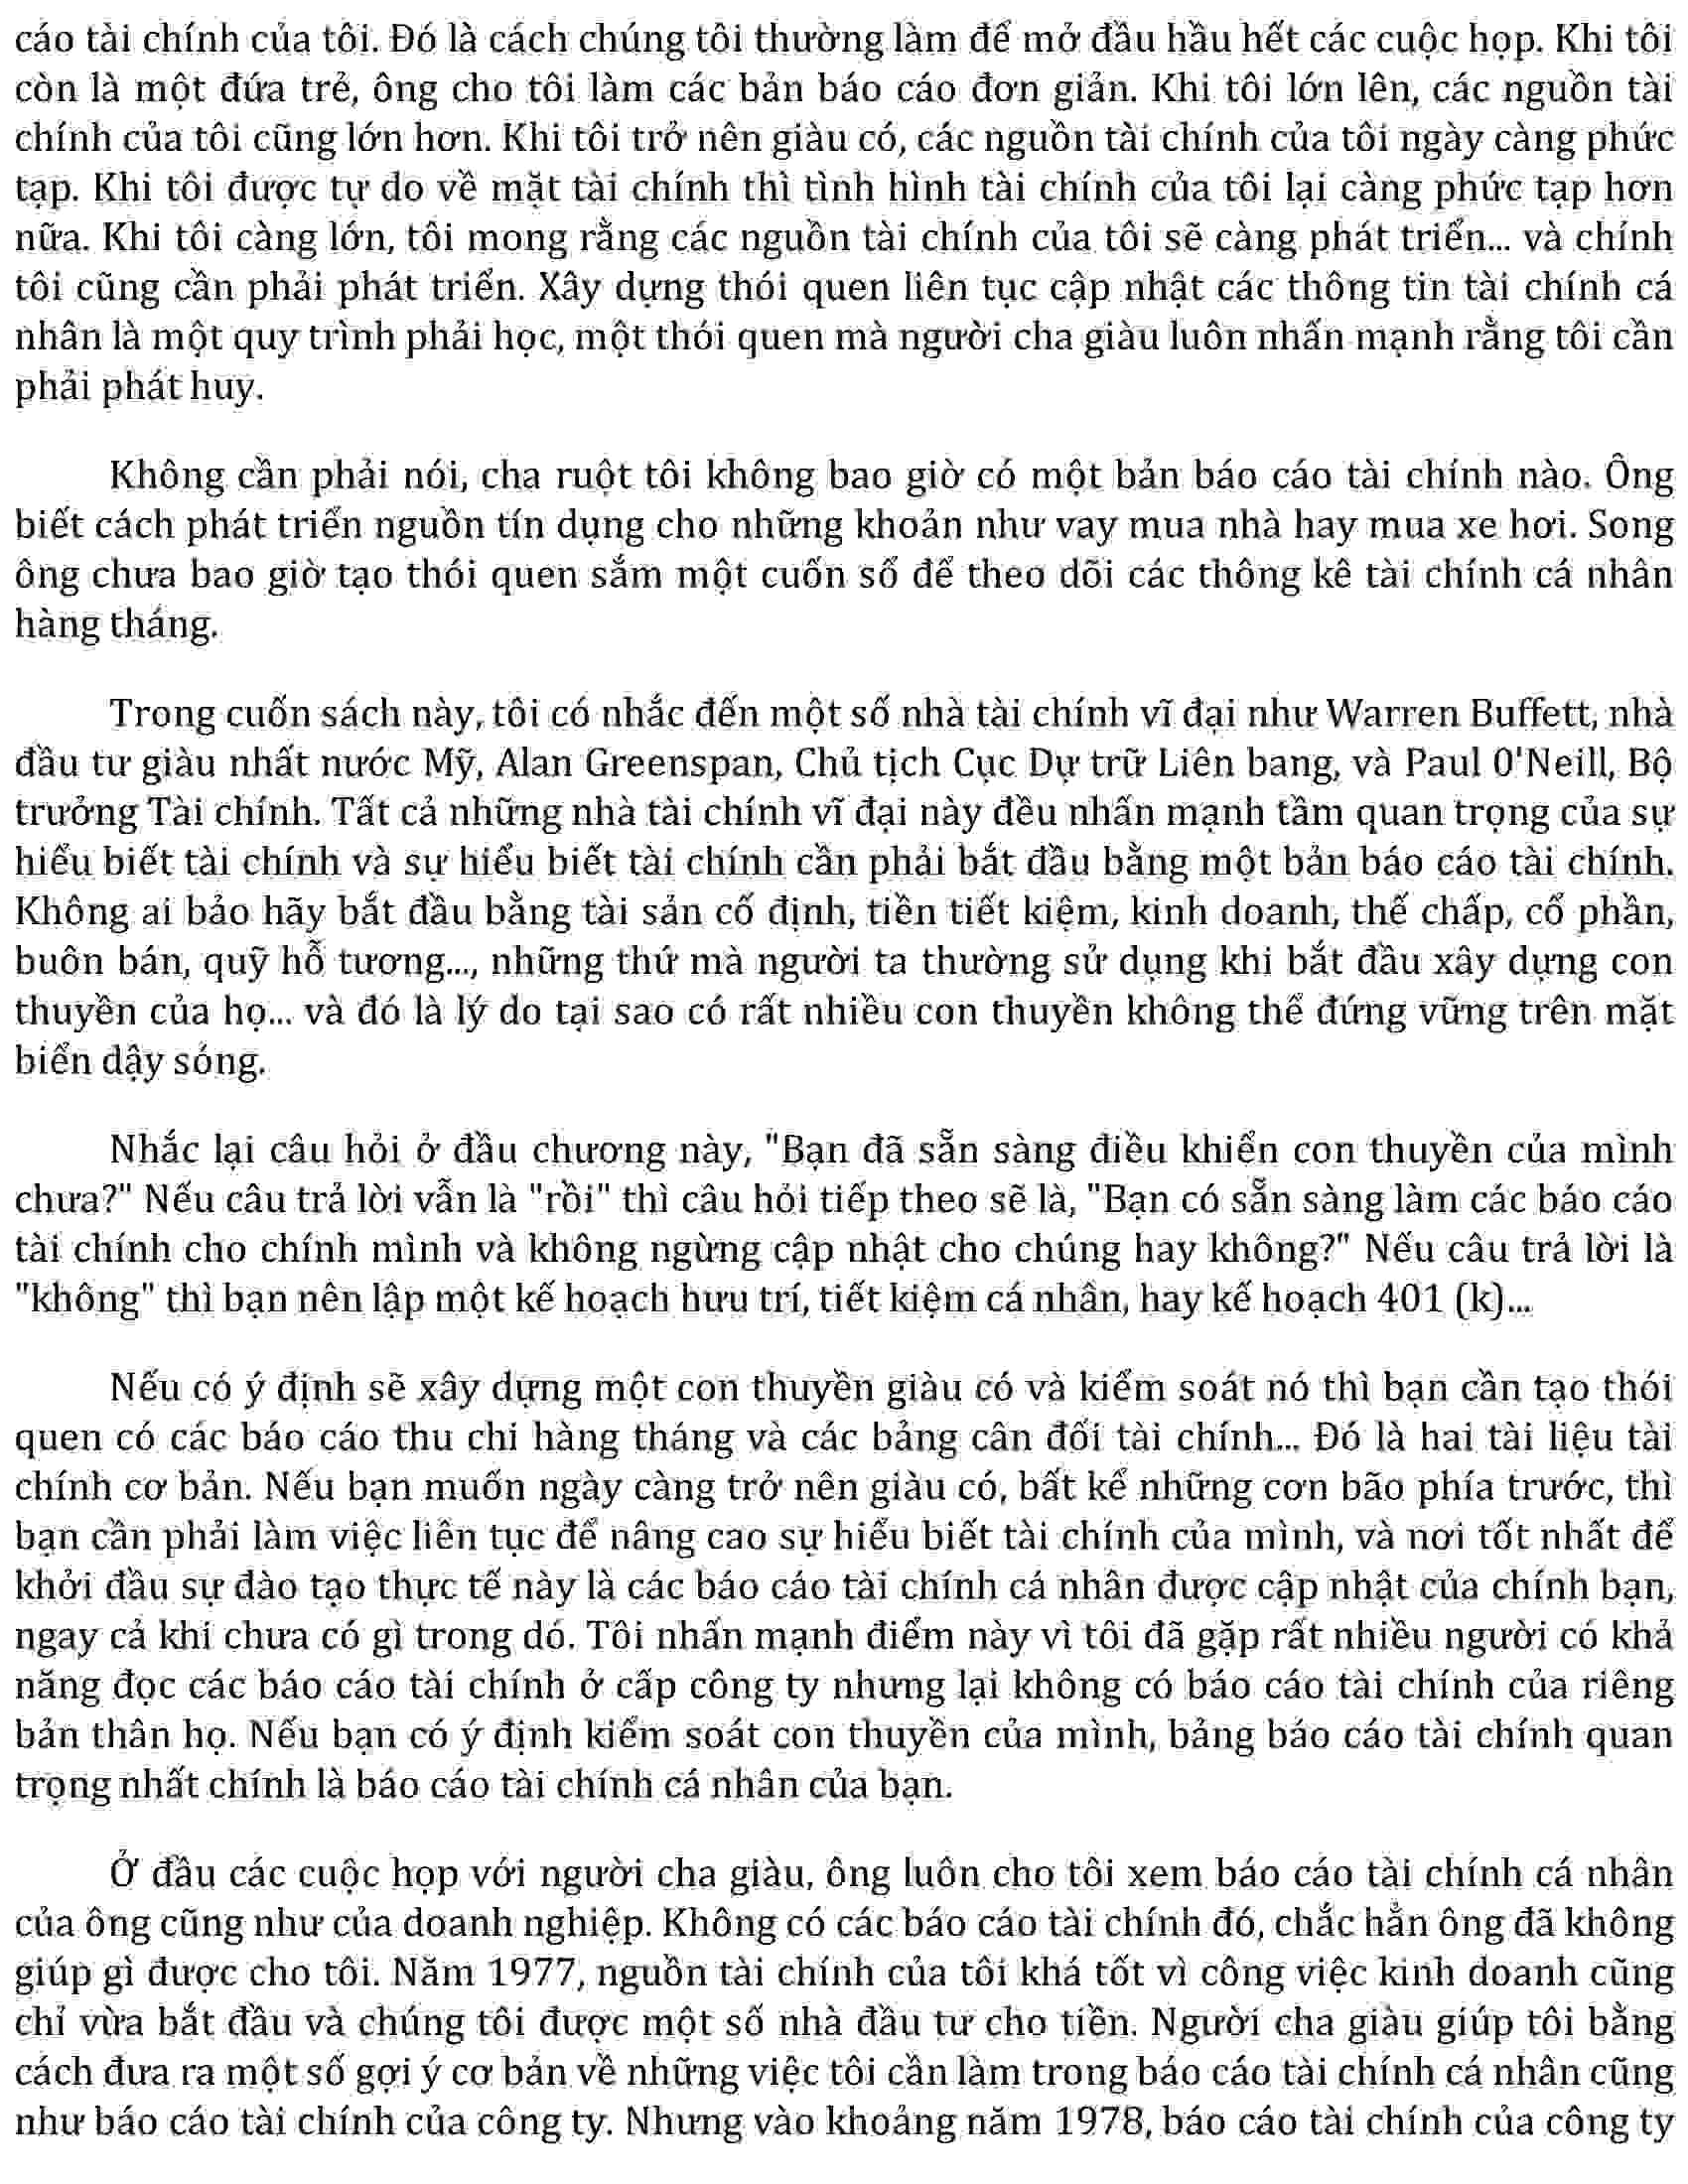 cáo tài chính của tôi. Đó là cách chúng tôi thường làm để mở đầu hầu hết các cuộc họp. Khi tôi
còn là một đứa trẻ, ông cho tôi làm các bản báo cáo đơn giản. Khi tôi lớn lên, các nguồn tài
chính của tôi cũng lớn hơn. Khi tôi trở nên giàu có, các nguồn tài chính của tôi ngày càng phức
tạp. Khi tôi được tự do về mặt tài chính thì tình hình tài chính của tôi lại càng phức tạp hơn
nữa. Khi tôi càng lớn, tôi mong rằng các nguồn tài chính của tôi sẽ càng phát triển... và chính
tôi cũng cần phải phát triển. Xây dựng thói quen liên tục cập nhật các thông tin tài chính cá
nhân là một quy trình phải học, một thói quen mà người cha giàu luôn nhấn mạnh rằng tôi cần
phải phát huy.
Không cần phải nói, cha ruột tôi không bao giờ có một bản báo cáo tài chính nào. Ông
biết cách phát triển nguồn tín dụng cho những khoản như vay mua nhà hay mua xe hơi. Song
ông chưa bao giờ tạo thói quen sắm một cuốn sổ để theo dõi các thông kê tài chính cá nhân
hàng tháng.
Trong cuốn sách này, tôi có nhắc đến một số nhà tài chính vĩ đại như Warren Buffett, nhà
đầu tư giàu nhất nước Mỹ, Alan Greenspan, Chủ tịch Cục Dự trữ Liên bang, và Paul O'Neill, Bộ
trưởng Tài chính. Tất cả những nhà tài chính vĩ đại này đều nhấn mạnh tầm quan trọng của sự
hiểu biết tài chính và sự hiểu biết tài chính cần phải bắt đầu bằng một bản báo cáo tài chính.
Không ai bảo hãy bắt đầu bằng tài sản cố định, tiền tiết kiệm, kinh doanh, thế chấp, cổ phần,
buôn bán, quỹ hỗ tương..., những thứ mà người ta thường sử dụng khi bắt đầu xây dựng con
thuyền của họ... và đó là lý do tại sao có rất nhiều con thuyền không thể đứng vững trên mặt
biển dậy sóng.
Nhắc lại câu hỏi ở đầu chương này, "Bạn đã sẵn sàng điều khiển con thuyền của mình
chưa?" Nếu câu trả lời vẫn là "rồi" thì câu hỏi tiếp theo sẽ là, "Bạn có sẵn sàng làm các báo cáo
tài chính cho chính mình và không ngừng cập nhật cho chúng hay không?" Nếu câu trả lời là
"không" thì bạn nên lập một kế hoạch hưu trí, tiết kiệm cá nhân, hay kế hoạch 401 (k)...
Nếu có ý định sẽ xây dựng một con thuyền giàu có và kiểm soát nó thì bạn cần tạo thói
quen có các báo cáo thu chi hàng tháng và các bảng cân đối tài chính... Đó là hai tài liệu tài
chính cơ bản. Nếu bạn muốn ngày càng trở nên giàu có, bất kể những cơn bão phía trước, thì
bạn cần phải làm việc liên tục để nâng cao sự hiểu biết tài chính của mình, và nơi tốt nhất để
khởi đầu sự đào tạo thực tế này là các báo cáo tài chính cá nhân được cập nhật của chính bạn,
ngay cả khi chưa có gì trong dó. Tôi nhấn mạnh điểm này vì tôi đã gặp rất nhiều người có khả
năng đọc các báo cáo tài chính ở cấp công ty nhưng lại không có báo cáo tài chính của riêng
bản thân họ. Nếu bạn có ý định kiểm soát con thuyền của mình, bảng báo cáo tài chính quan
trọng nhất chính là báo cáo tài chính cá nhân của bạn.
Ở đầu các cuộc họp với người cha giàu, ông luôn cho tôi xem báo cáo tài chính cá nhân
của ông cũng như của doanh nghiệp. Không có các báo cáo tài chính đó, chắc hẳn ông đã không
giúp gì được cho tôi. Năm 1977, nguồn tài chính của tôi khá tốt vì công việc kinh doanh cũng
chỉ vừa bắt đầu và chúng tôi được một số nhà đầu tư cho tiền. Người cha giàu giúp tôi bằng
cách đưa ra một số gợi ý cơ bản về những việc tôi cần làm trong báo cáo tài chính cá nhân cũng
như báo cáo tài chính của công ty. Nhưng vào khoảng năm 1978, báo cáo tài chính của công ty